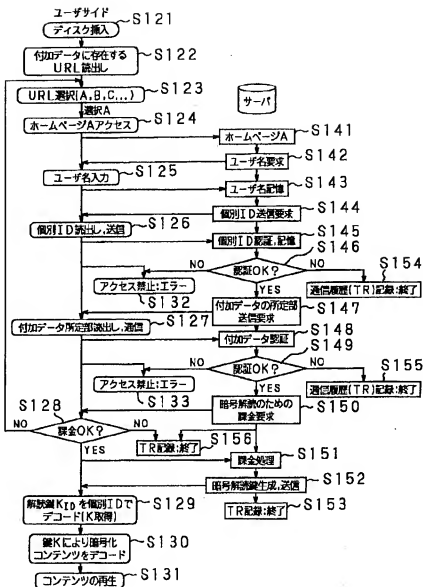 ユーザサイド
ディスク挿入
S121
付加データに存在する
URL読出し
S122
URL選択(A,B,C...)
S123
選択A
ホームページAアクセス
S124
サーバ
ホームページA
S141
ユーザ名要求
S142
S125
ユーザ名入力
ユーザ名記憶
S143
個別ID送信要求
S144
個別ID読出し,送信
S126
個別ID認証,記憶
S145
S146
NO
認証OK?
NO
S154
アクセス禁止:エラー
S132
YES
通信履歴(TR)記録:終了
付加データの所定部
送信要求
S147
付加データ所定部読出し,送信
S127
付加データ認証
S148
S149
NO
認証OK?
NO
S155
アクセス禁止:エラー
S133
YES
通信履歴(TR)記録:終了
暗号解読のための
課金要求
S150
S128
NO
課金OK?
NO
S156
TR記録:終了
YES
課金処理
S151
暗号解読鍵生成,送信
S152
TR記録:終了
S153
解読鍵KIDを個別IDで
デコード(K取得)
S129
鍵Kにより暗号化
コンテンツをデコード
S130
コンテンツの再生
S131